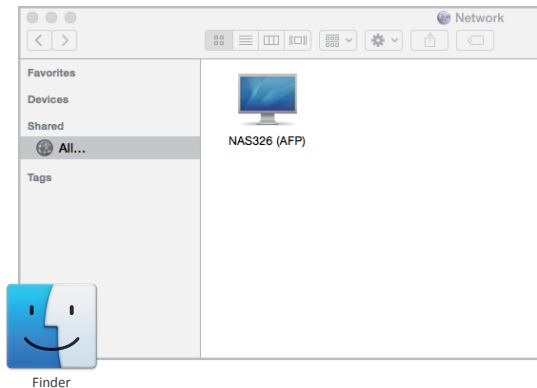 Network
Favorites
Devices
Shared
All...
Tags
NAS326 (AFP)
Finder